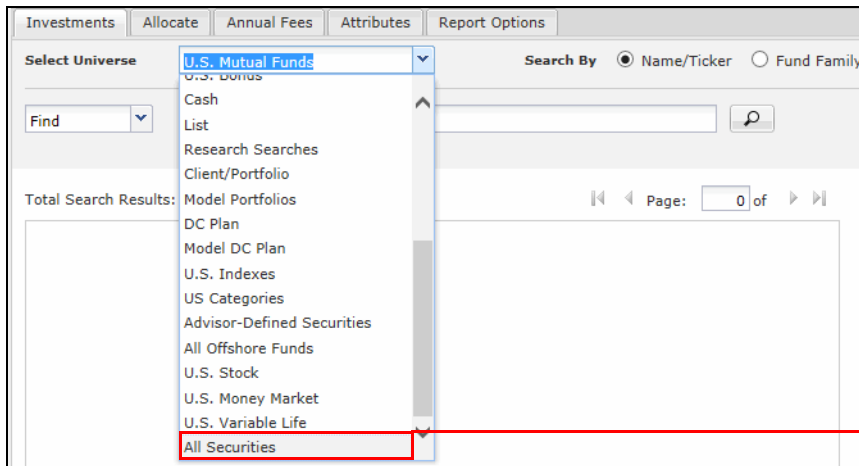 Investments Allocate Annual Fees Attributes Report Options
Select Universe U.S. Mutual Funds Search By Name/Ticker Fund Family
U.S. Bonds
Cash
Find
List
Research Searches
Client/Portfolio
Total Search Results: Model Portfolios Page: 0 of
DC Plan
Model DC Plan
U.S. Indexes
US Categories
Advisor-Defined Securities
All Offshore Funds
U.S. Stock
U.S. Money Market
U.S. Variable Life
All Securities